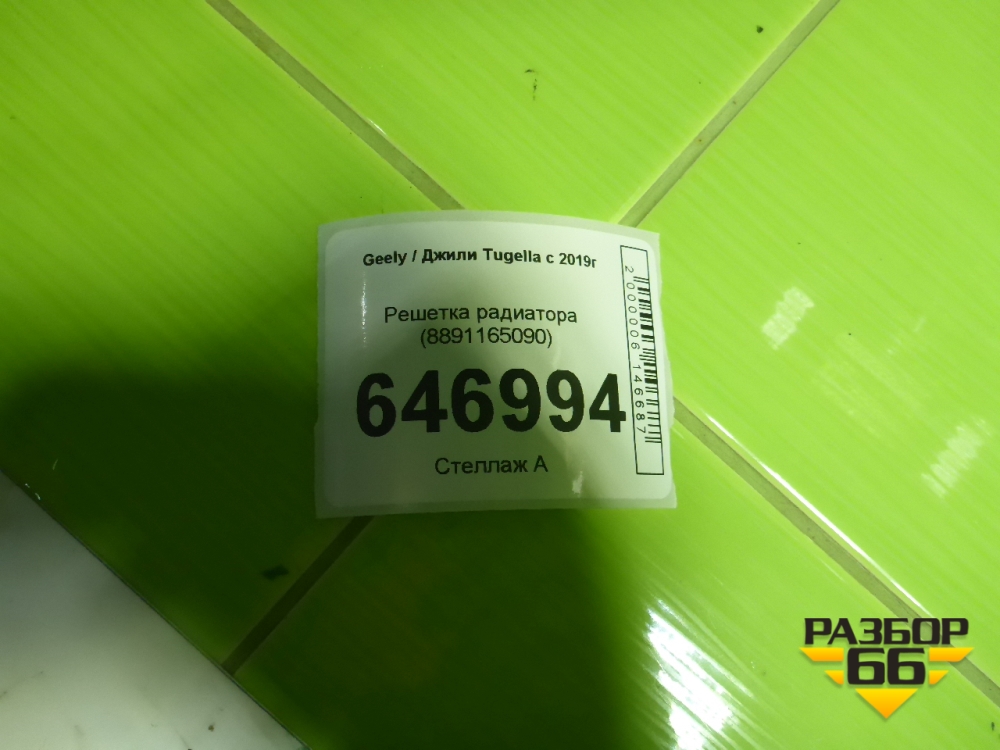 Geely / Джили Tugella с 2019г
Решетка радиатора
(8891165090)
646994
Стеллаж А
2000006146687
РАЗБОР
66